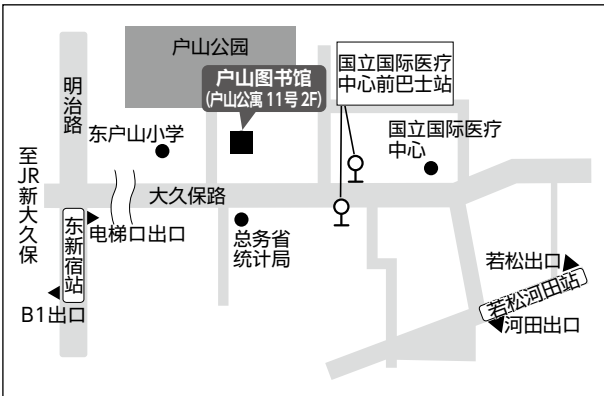 户山公园
户山图书馆
(户山公寓 11号 2F)
国立国际医疗
中心前巴士站
明治路
东户山小学
国立国际医疗
中心
至JR新大久保
大久保路
东新宿站
电梯口出口
总务省
统计局
B1出口
若松出口
若松河田站
河田出口